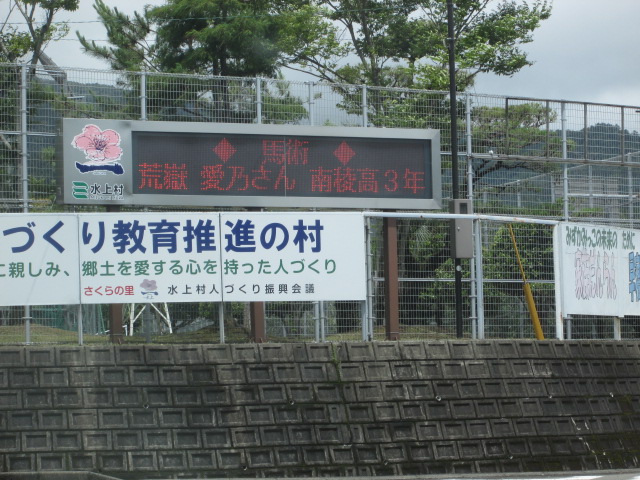 ◆ 馬術 ◆
荒嶽 愛乃さん 南稜高3年
水上村
づくり教育推進の村
に親しみ、郷土を愛する心を持った人づくり
さくらの里 水上村人づくり振興会議